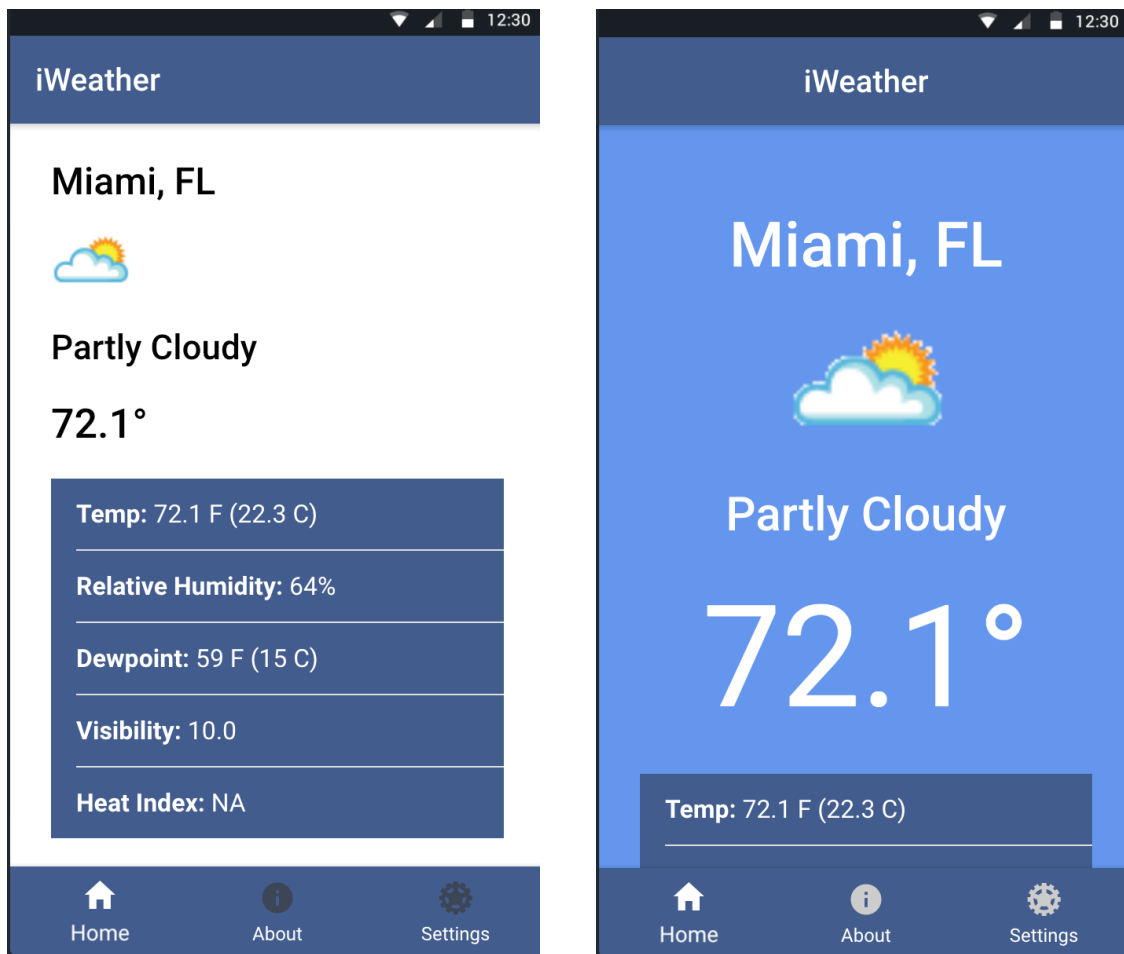 12:30
iWeather
Miami, FL
Partly Cloudy
72.1°
Temp: 72.1 F (22.3 C)
Relative Humidity: 64%
Dewpoint: 59 F (15 C)
Visibility: 10.0
Heat Index: NA
Home About Settings
12:30
iWeather
Miami, FL
Partly Cloudy
72.1°
Temp: 72.1 F (22.3 C)
Home About Settings